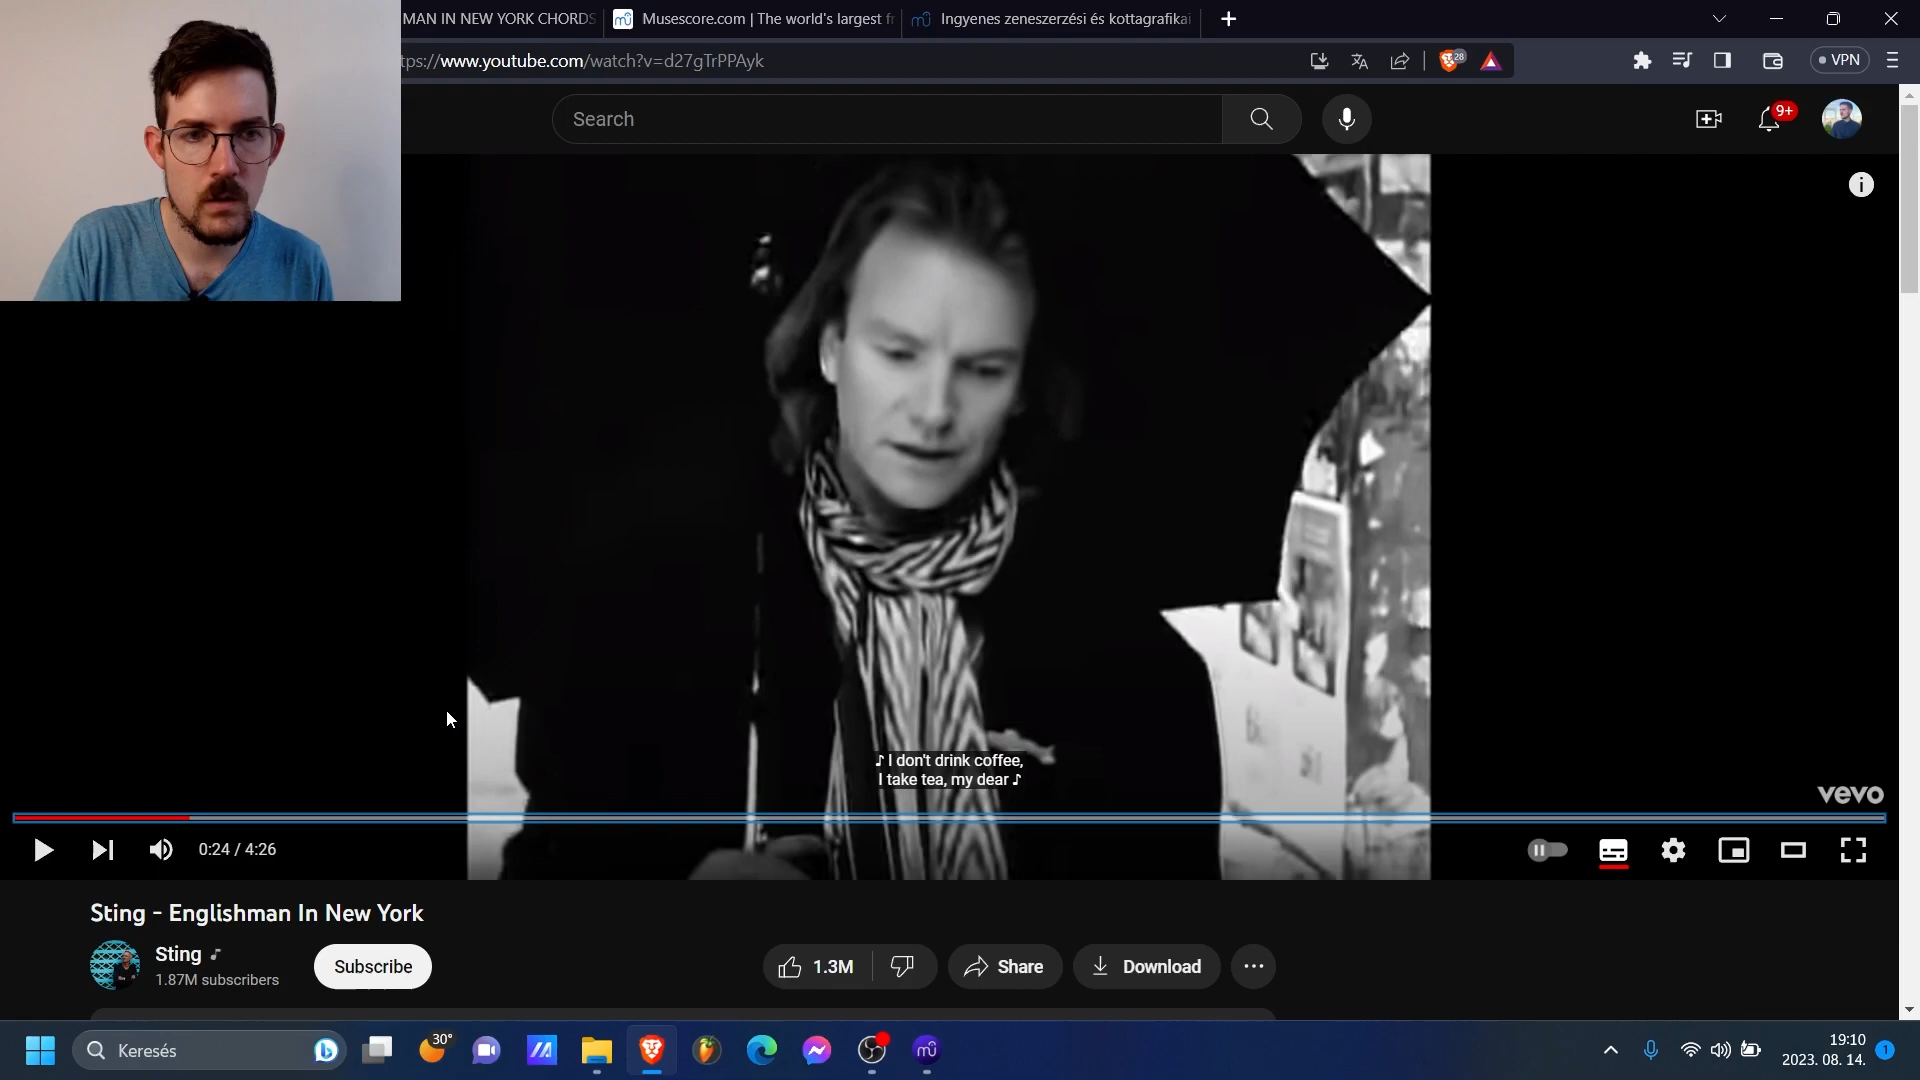 MAN IN NEW YORK CHORDS
Musescore.com | The world's largest fr
Ingyenes zeneszerzési és kottagrafikai
tps://www.youtube.com/watch?v=d27gTrPPAyk
28
VPN
Search
9+
♪ I don't drink coffee,
I take tea, my dear ♪
vevo
0:24 / 4:26
Sting - Englishman In New York
Sting
1.87M subscribers
Subscribe
1.3M
Share
Download
Keresés
30°
19:10
2023. 08. 14.
1